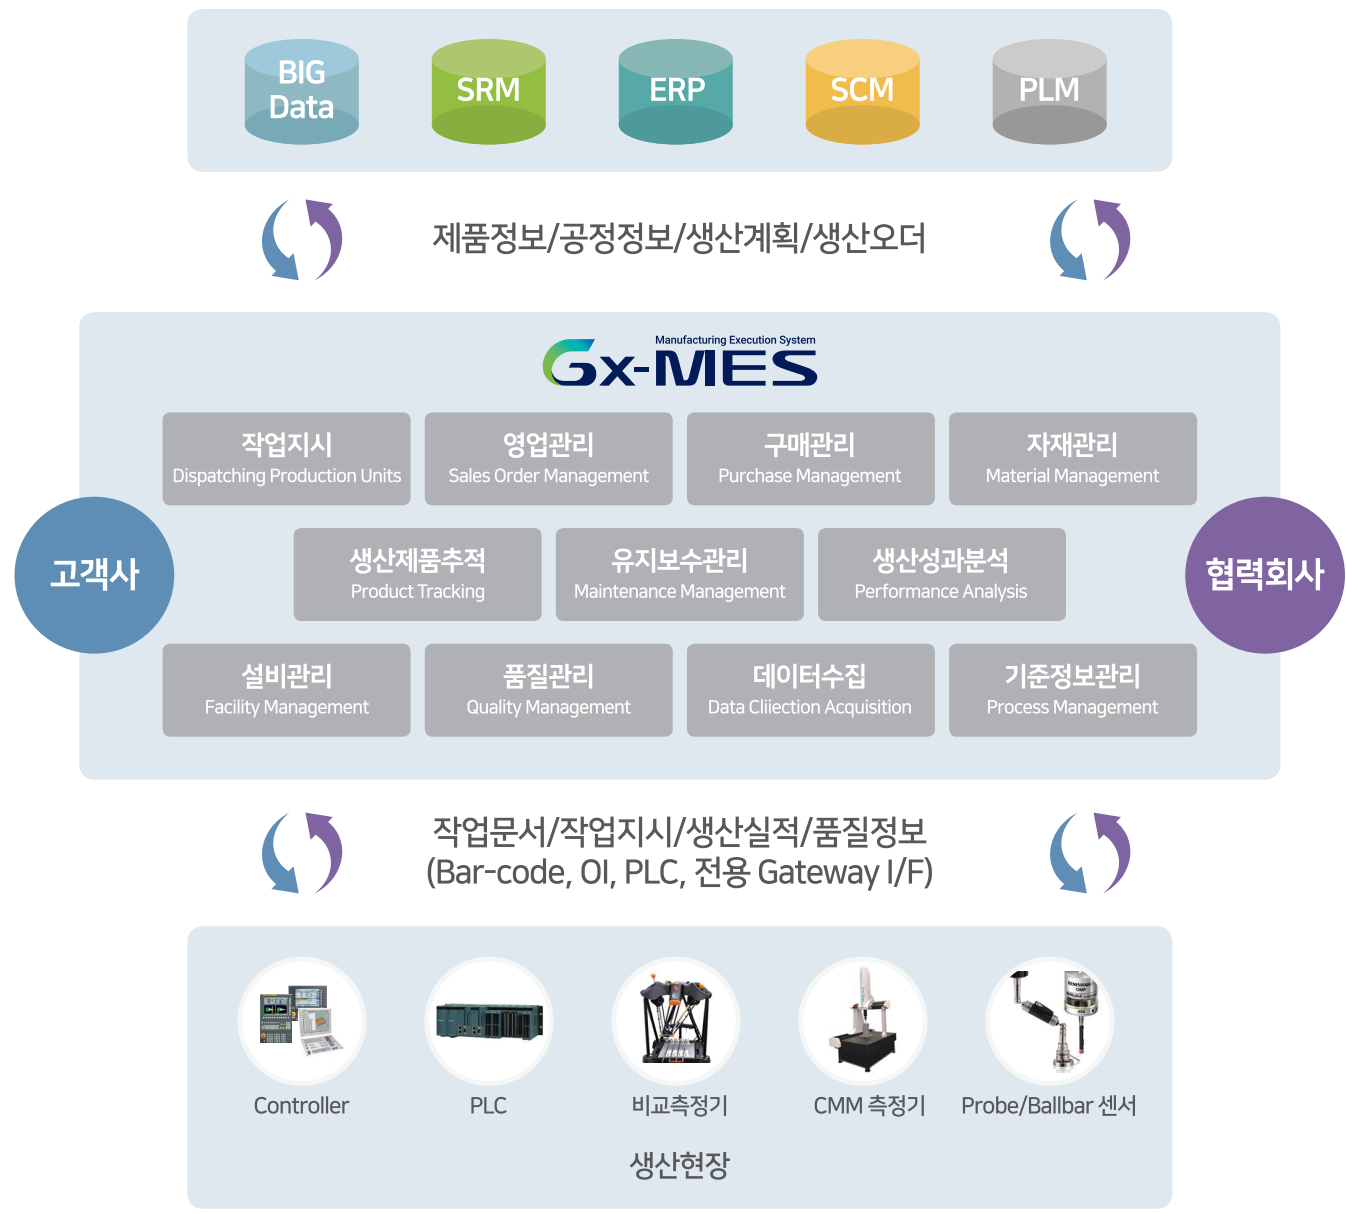 BIG
Data
SRM
ERP
SCM
PLM
제품정보/공정정보/생산계획/생산오더
Manufacturing Execution System
Gx-MES
작업지시
Dispatching Production Units
영업관리
Sales Order Management
구매관리
Purchase Management
자재관리
Material Management
고객사
생산제품추적
Product Tracking
유지보수관리
Maintenance Management
생산성과분석
Performance Analysis
협력회사
설비관리
Facility Management
품질관리
Quality Management
데이터수집
Data Cliiection Acquisition
기준정보관리
Process Management
작업문서/작업지시/생산실적/품질정보
(Bar-code, OI, PLC, 전용 Gateway I/F)
Controller
PLC
비교측정기
CMM 측정기
Probe/Ballbar 센서
생산현장